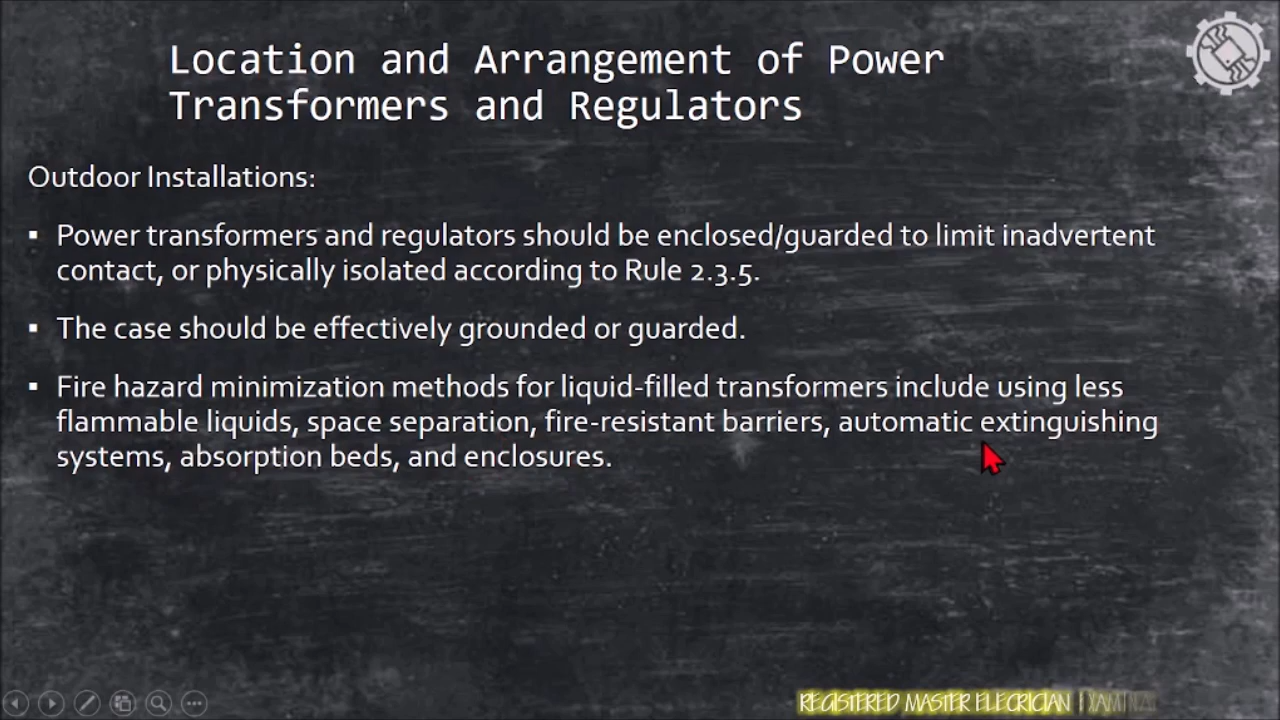 Location and Arrangement of Power
Transformers and Regulators
Outdoor Installations:
▪ Power transformers and regulators should be enclosed/guarded to limit inadvertent
contact, or physically isolated according to Rule 2.3.5.
▪ The case should be effectively grounded or guarded.
▪ Fire hazard minimization methods for liquid-filled transformers include using less
flammable liquids, space separation, fire-resistant barriers, automatic extinguishing
systems, absorption beds, and enclosures.
REGISTERED MASTER ELECRICIAN